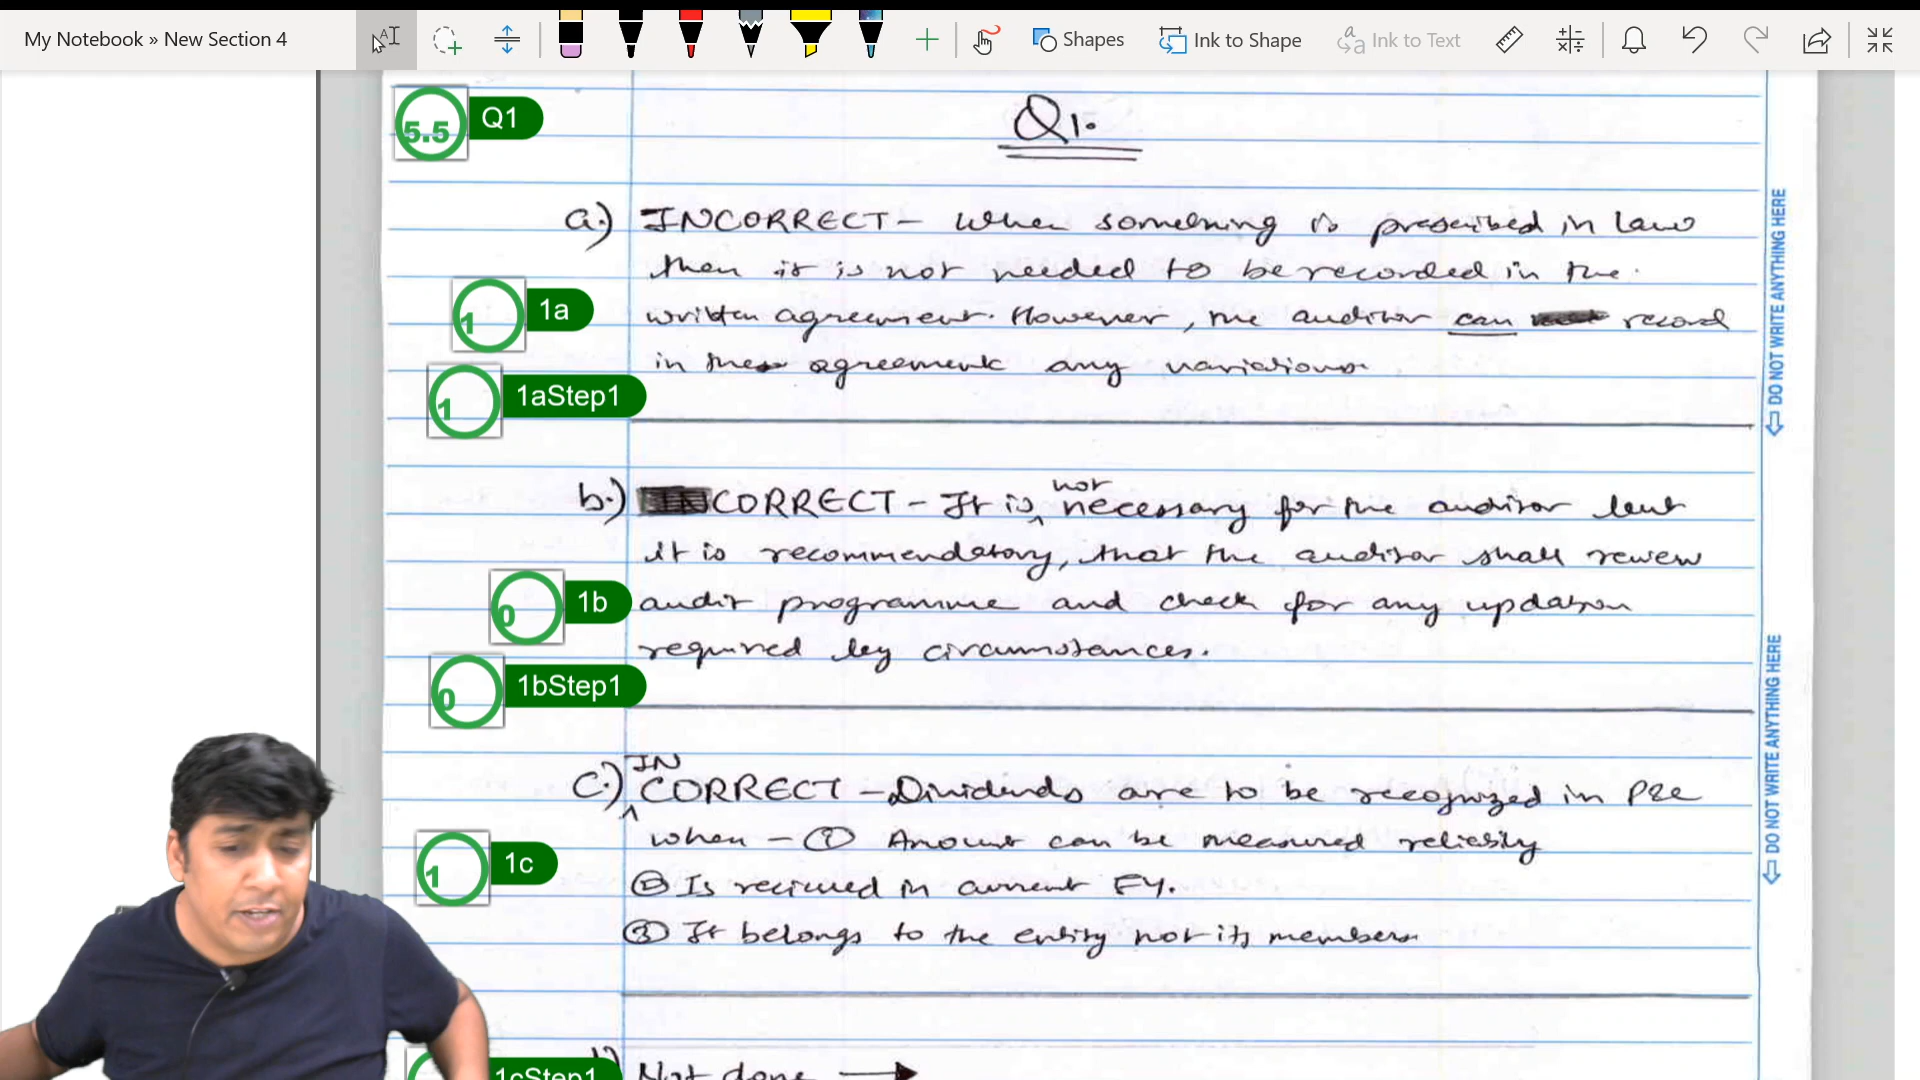 My Notebook » New Section 4
Shapes
Ink to Shape
Ink to Text
5.5 Q1
Q1.
a.) INCORRECT - When something is prescribed in law
then it is not needed to be recorded in the
1 1a
written agreement. However, the auditor can record
in the agreement any variations.
1 1aStep1
b.) CORRECT - It is not necessary for the auditor but
it is recommendatory, that the auditor shall review
0 1b
audit programme and check for any updation
required by circumstances.
0 1bStep1
c.) INCORRECT - Dividends are to be recognized in P&L
when - ① Amount can be measured reliably
1 1c
② Is recieved in current FY.
③ It belongs to the entity not its members
1cStep1
Not done →
DO NOT WRITE ANYTHING HERE
DO NOT WRITE ANYTHING HERE